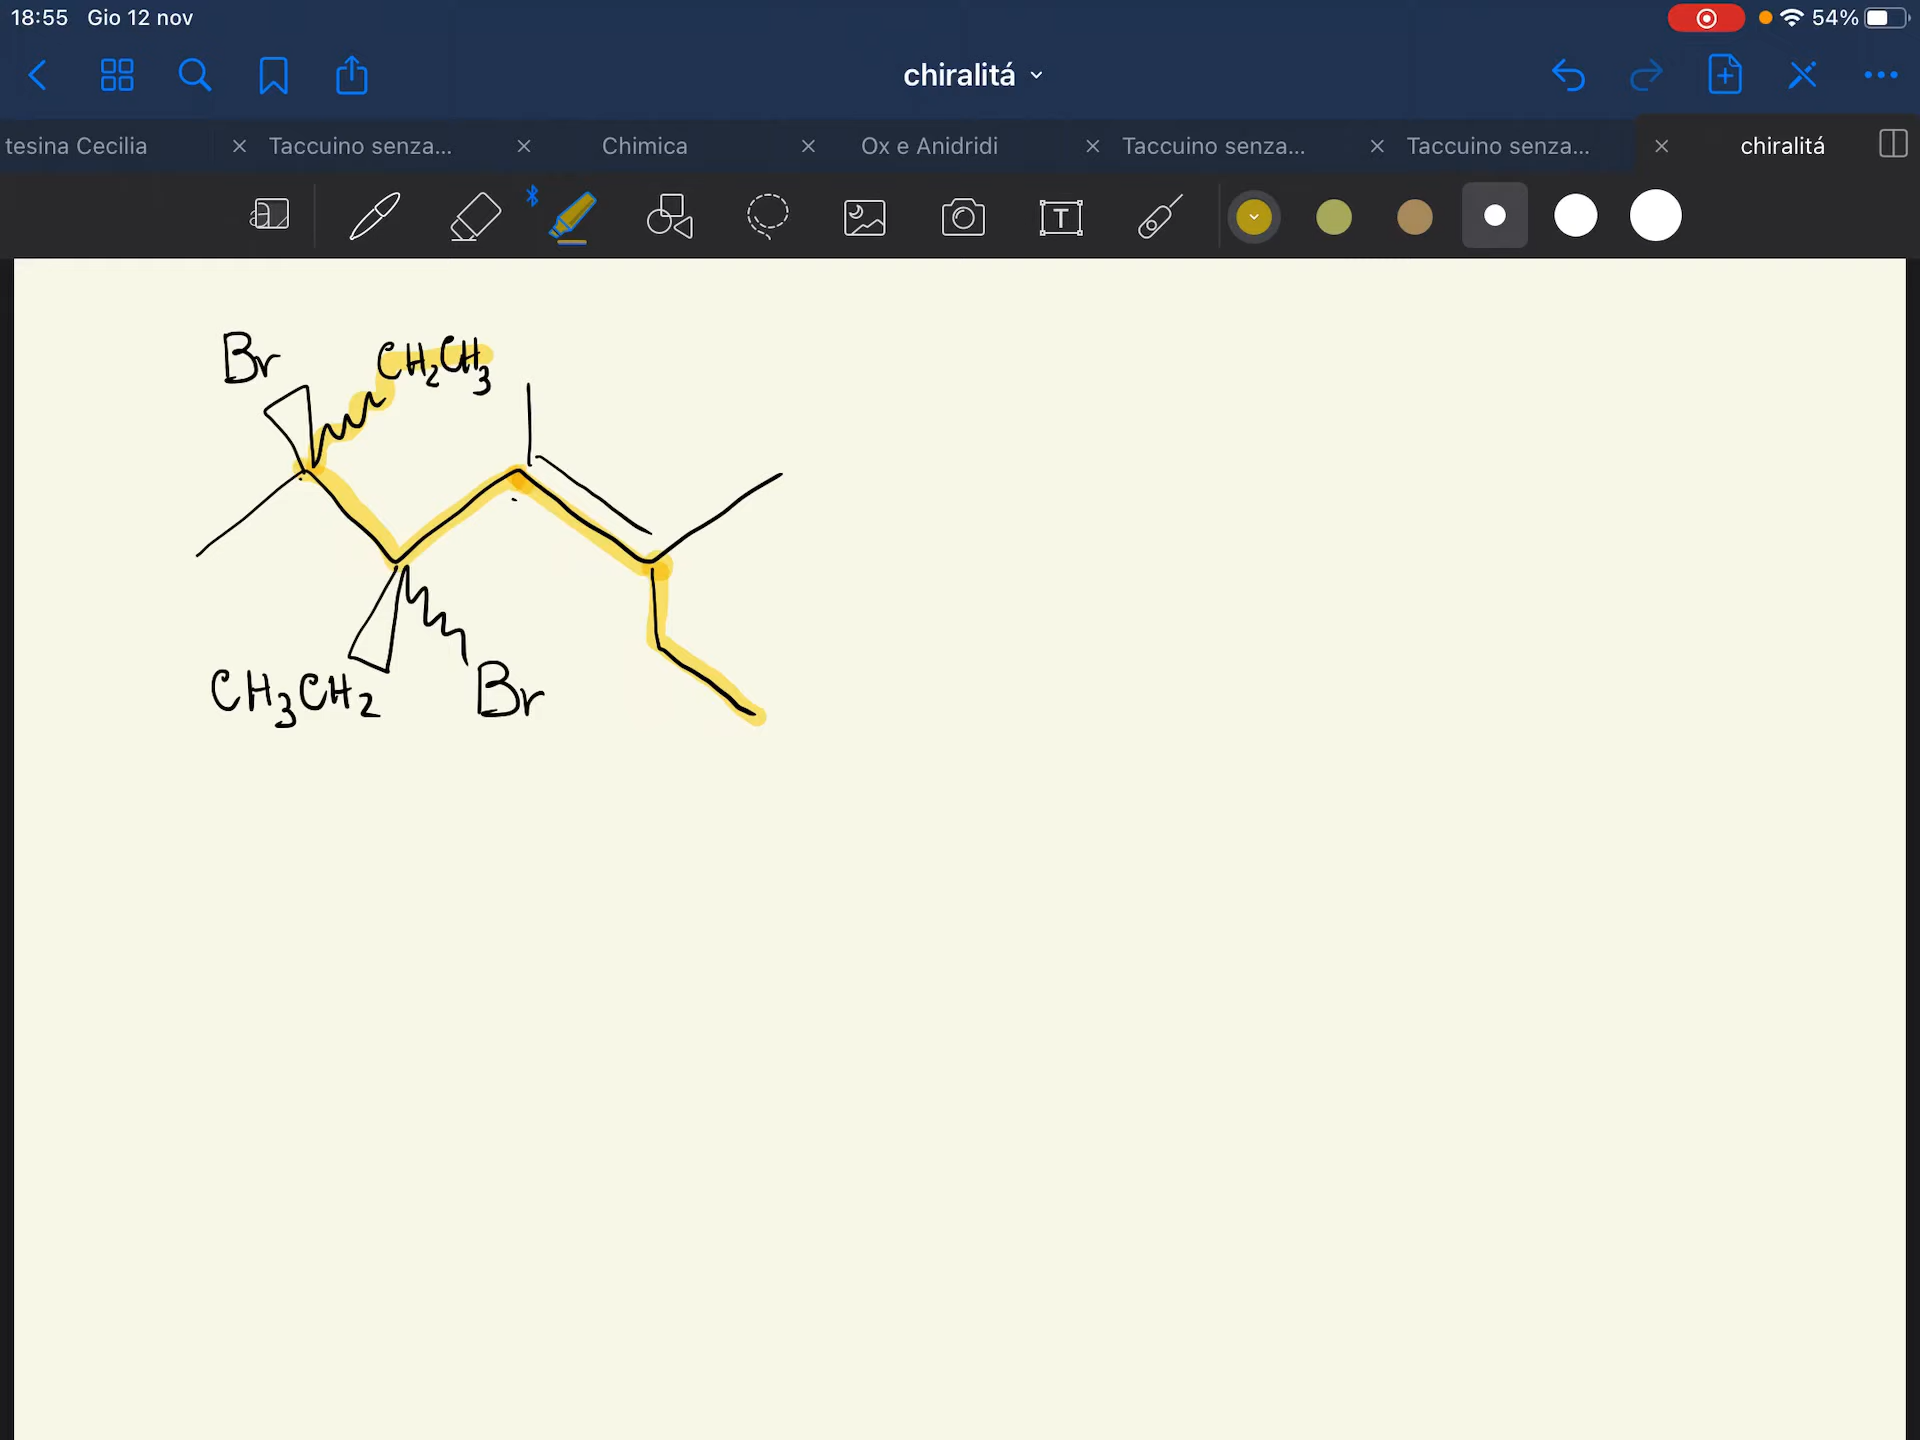 18:55 Gio 12 nov 54%
chiralitá
tesina Cecilia Taccuino senza... Chimica Ox e Anidridi Taccuino senza... Taccuino senza... chiralitá
a T
Br CH₂CH₃
CH₃CH₂ Br